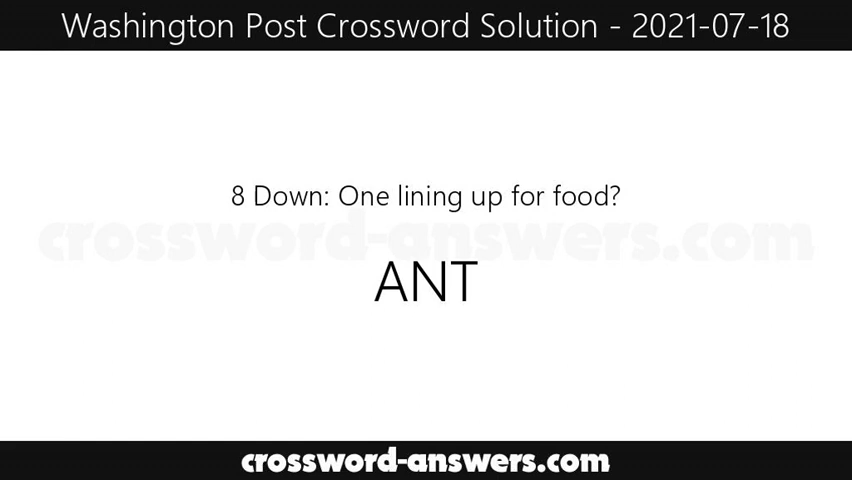 Washington Post Crossword Solution - 2021-07-18
8 Down: One lining up for food?
crossword-answers.com
ANT
crossword-answers.com